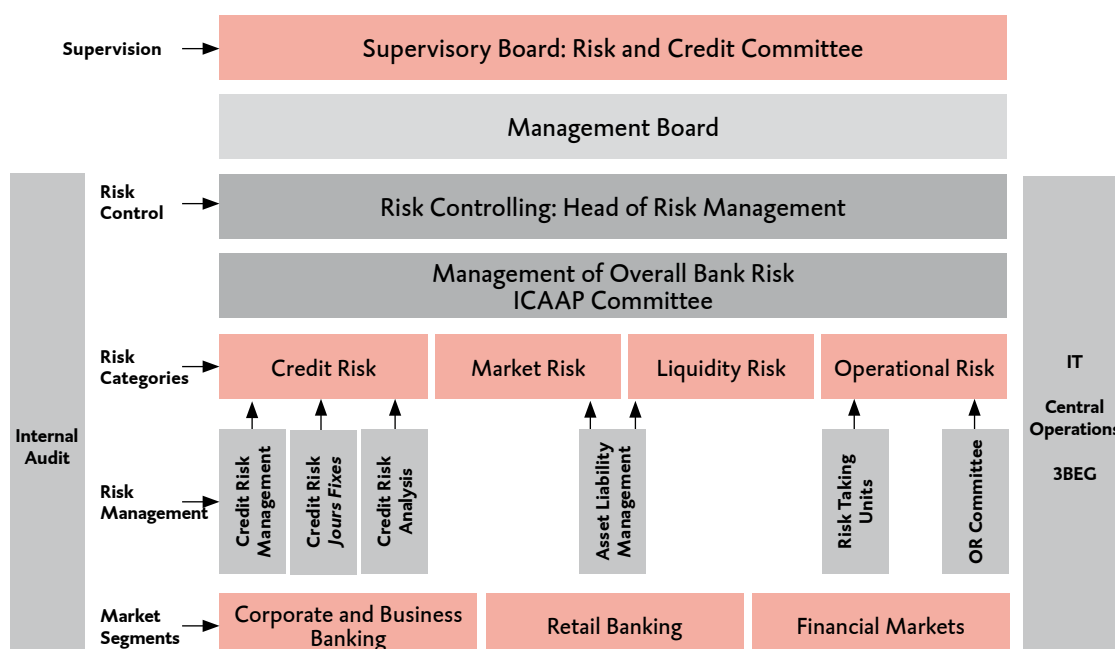 Supervision
Supervisory Board: Risk and Credit Committee
Management Board
Risk
Control
Risk Controlling: Head of Risk Management
Management of Overall Bank Risk
ICAAP Committee
Risk
Categories
Credit Risk
Market Risk
Liquidity Risk
Operational Risk
Internal
Audit
IT
Central
Operations
3BEG
Risk
Management
Credit Risk
Management
Credit Risk
Jours Fixes
Credit Risk
Analysis
Asset Liability
Management
Risk Taking
Units
OR Committee
Market
Segments
Corporate and Business
Banking
Retail Banking
Financial Markets